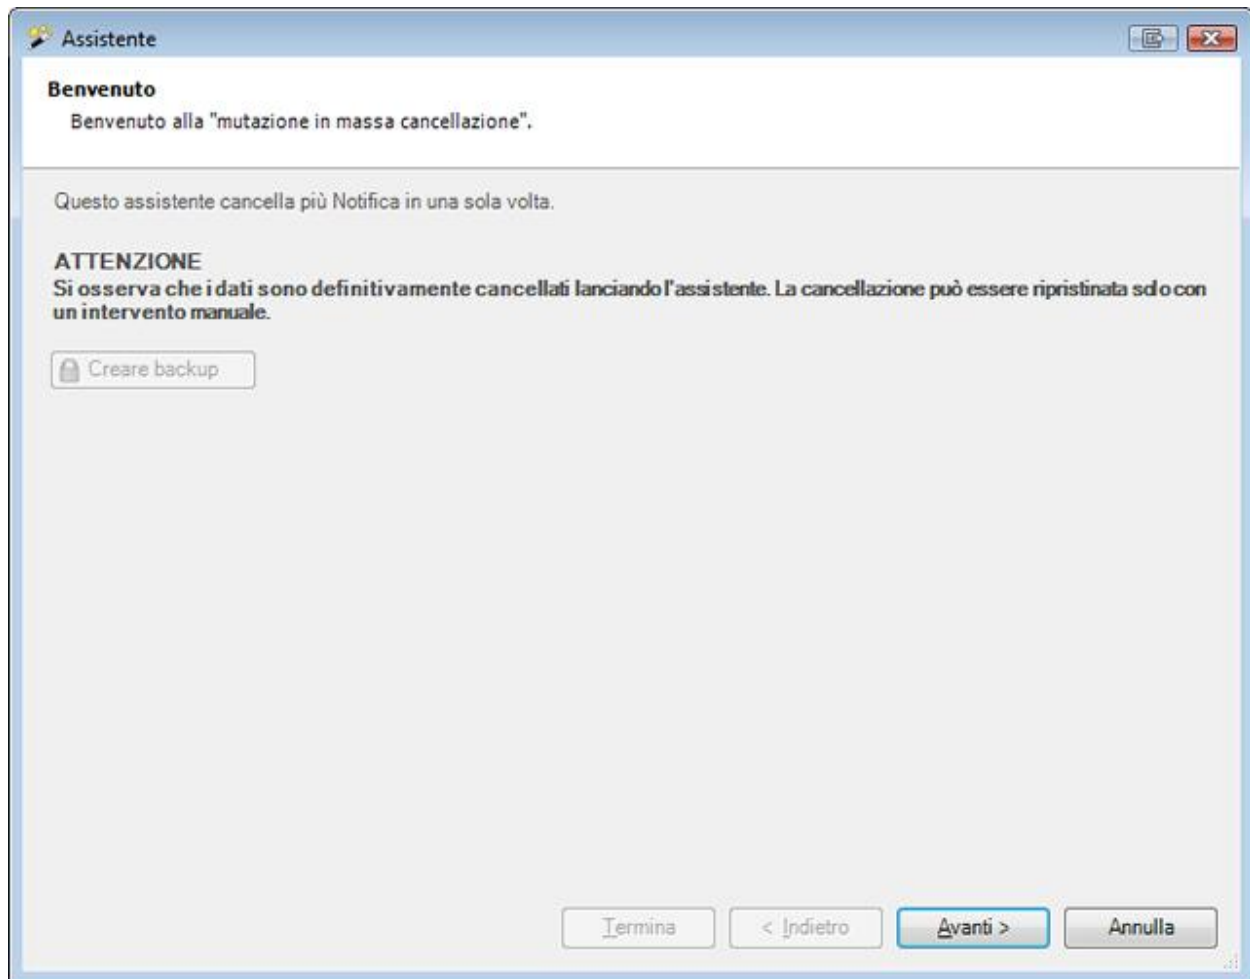 Assistente
Benvenuto
Benvenuto alla "mutazione in massa cancellazione".
Questo assistente cancella più Notifica in una sola volta.
ATTENZIONE
Si osserva che i dati sono definitivamente cancellati lanciando l'assistente. La cancellazione può essere ripristinata solo con
un intervento manuale.
Creare backup
Termina
< Indietro
Avanti >
Annulla